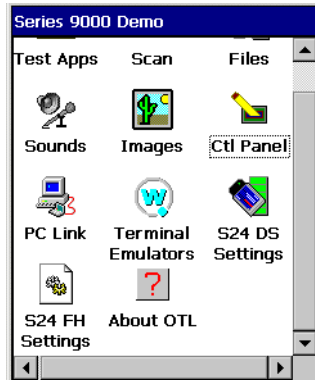 Series 9000 Demo
Test Apps Scan Files
Sounds Images Ctl Panel
PC Link Terminal Emulators S24 DS Settings
S24 FH Settings About OTL